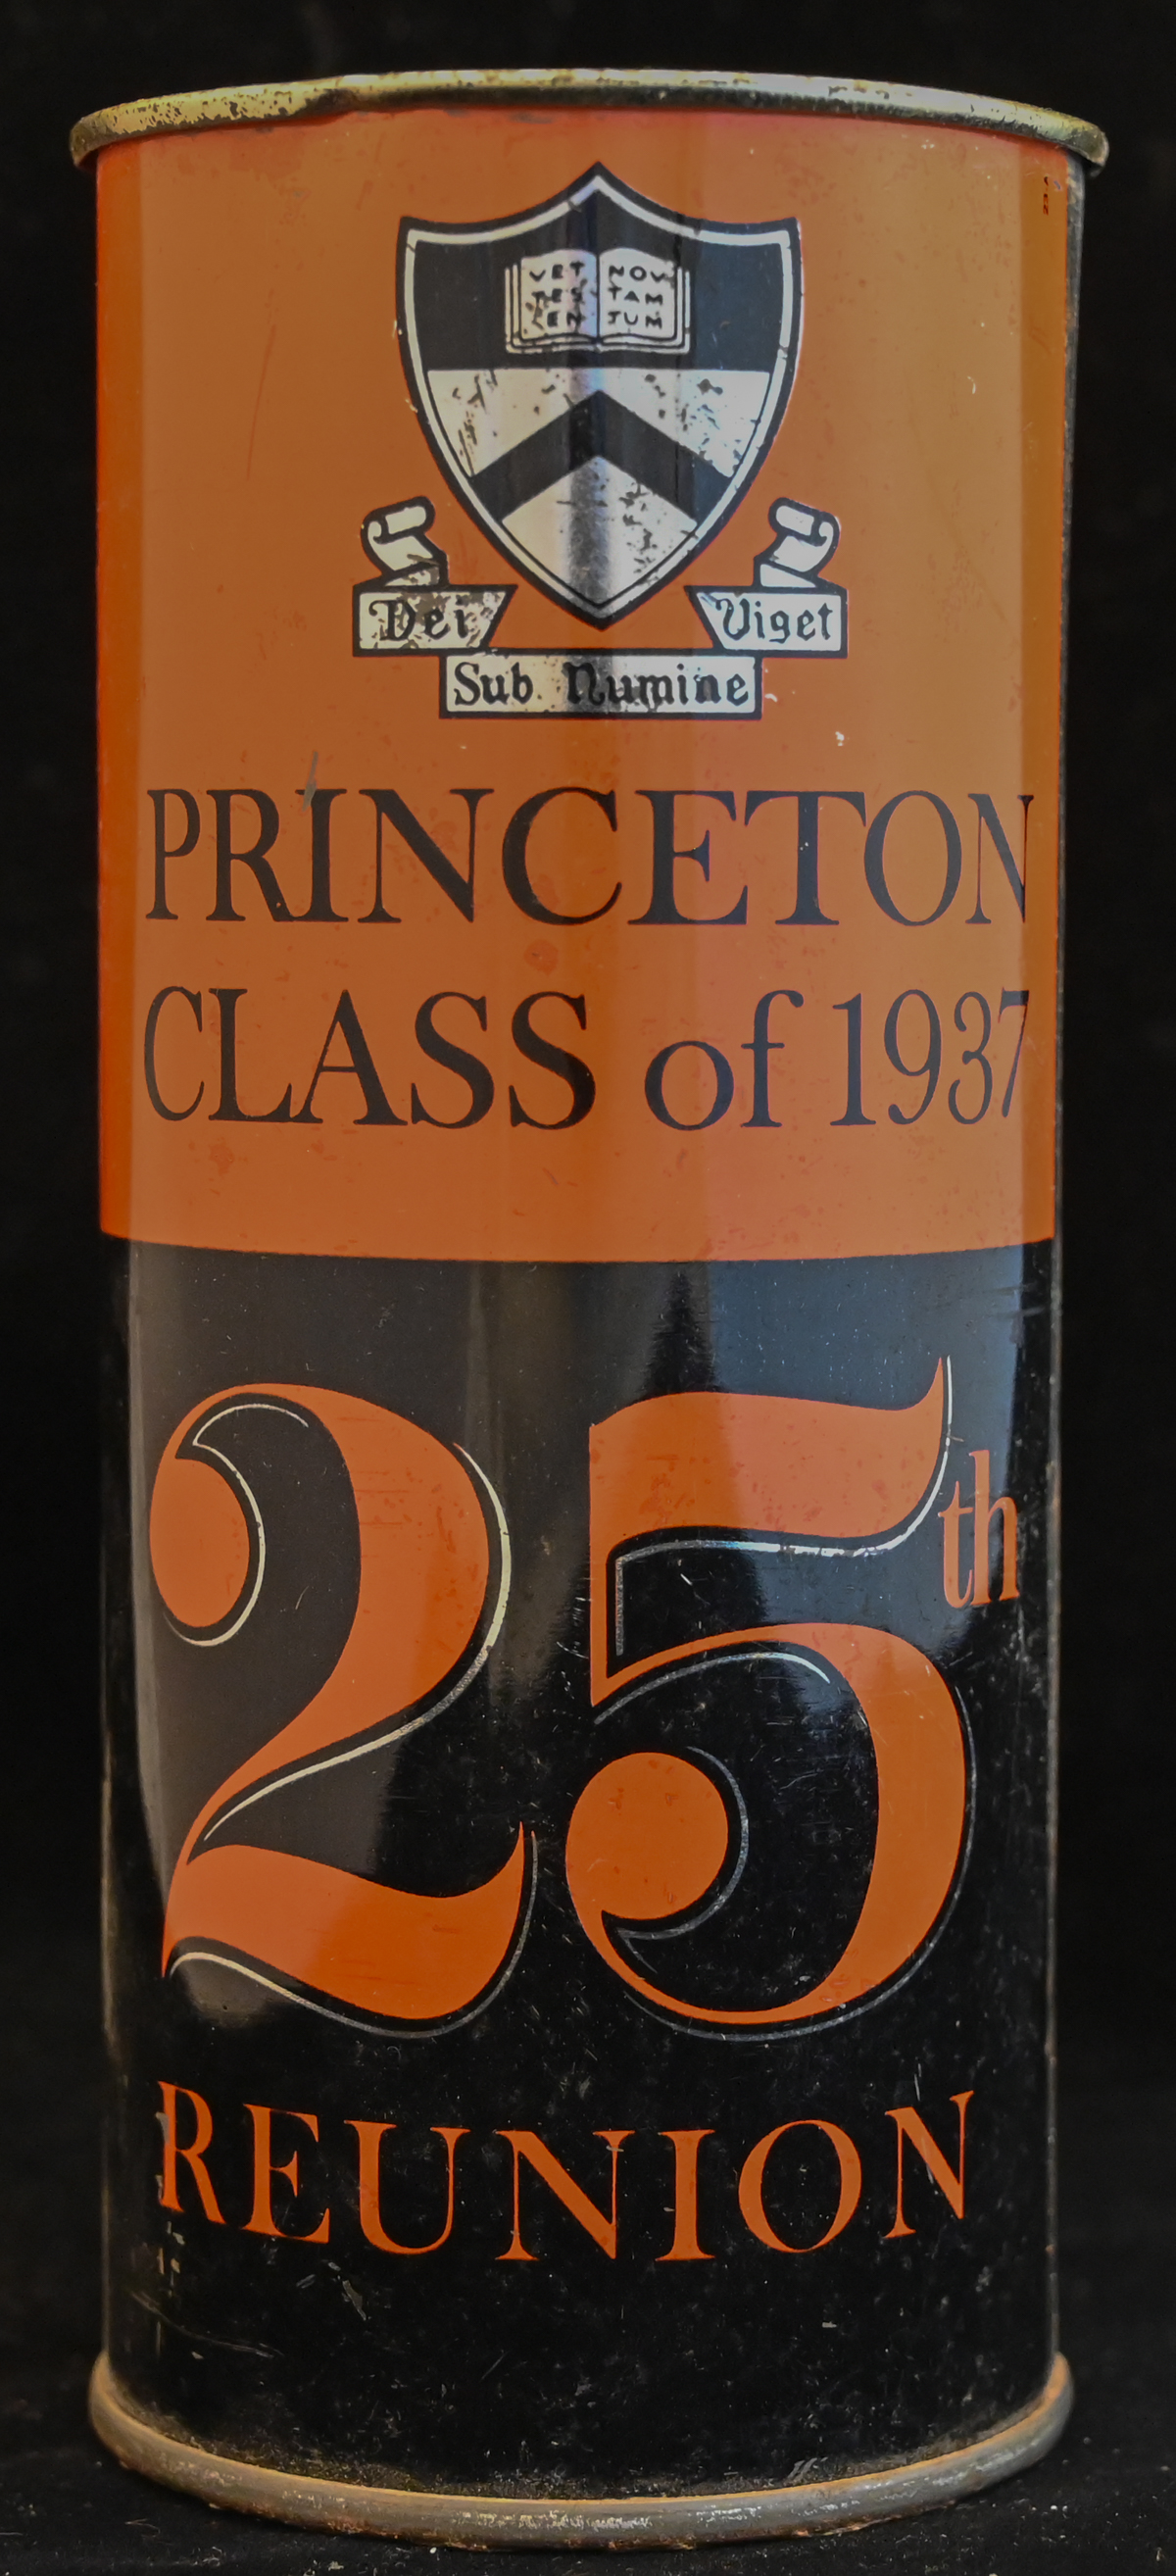 VET NOV
TES TAM
EN TUM
Dei Viget
Sub Numine
PRINCETON
CLASS of 1937
25th
REUNION